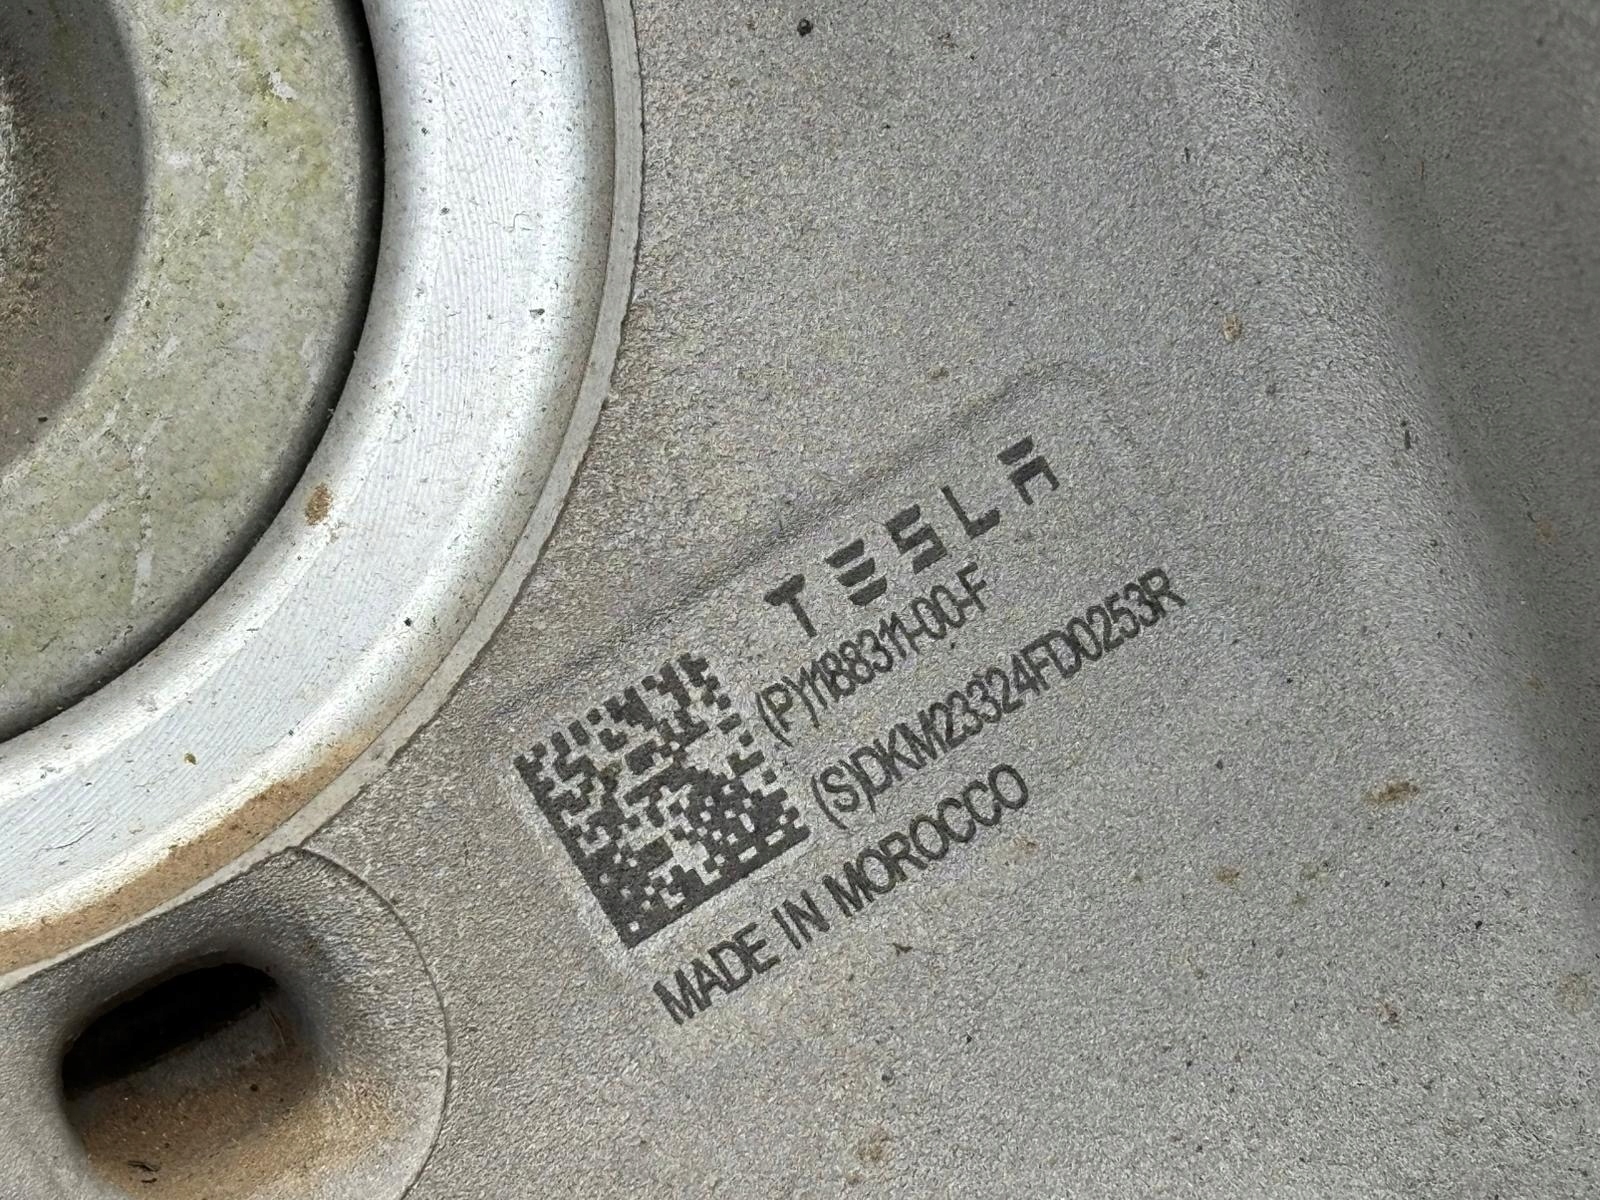 TESLA
(P)1188311-00-F
(S)DKM23324FD0253R
MADE IN MOROCCO